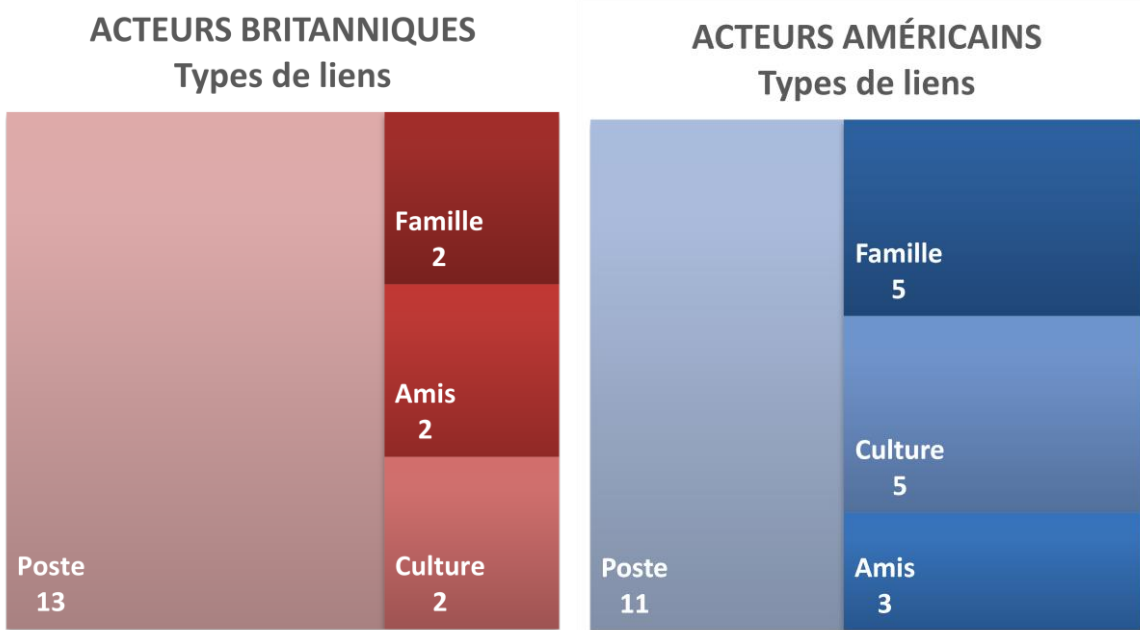 ACTEURS BRITANNIQUES
Types de liens
Famille
2
Amis
2
Poste
13
Culture
2
ACTEURS AMÉRICAINS
Types de liens
Famille
5
Culture
5
Poste
11
Amis
3